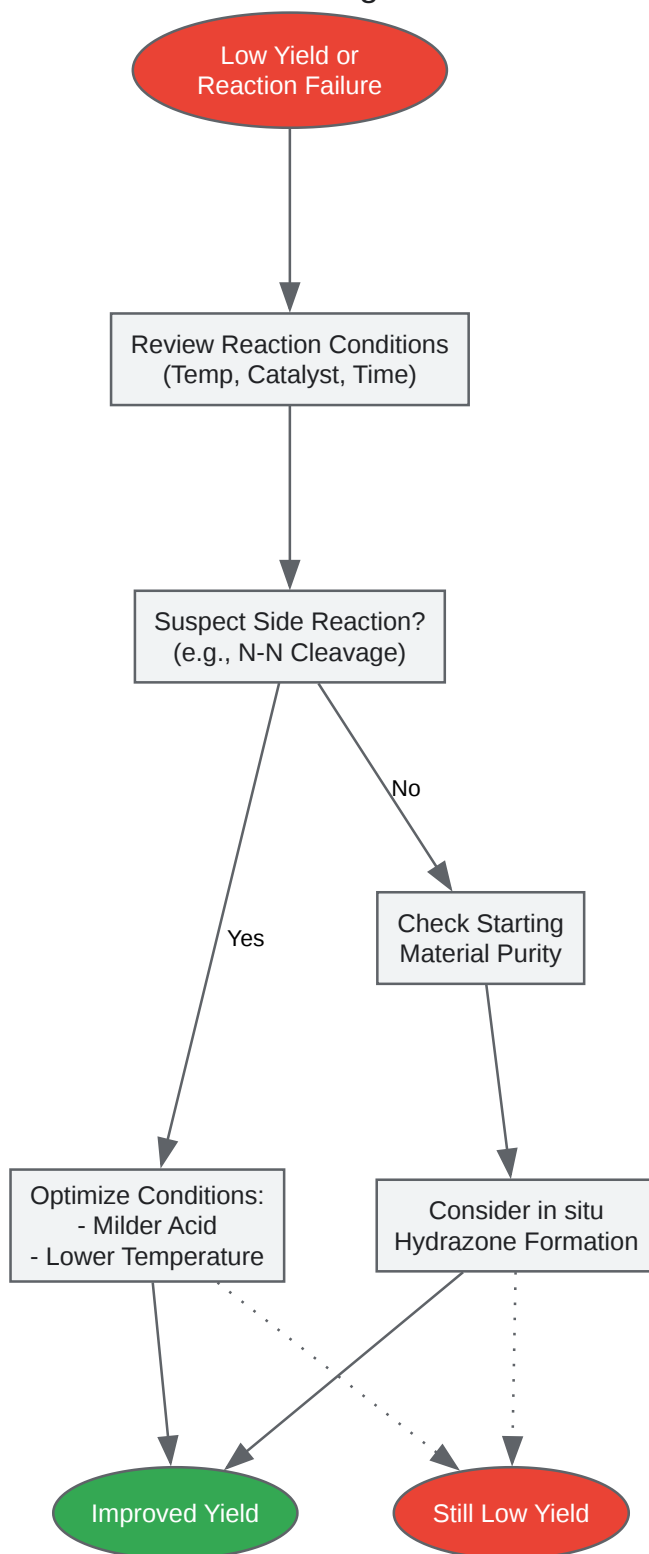 Low Yield or
Reaction Failure
Review Reaction Conditions
(Temp, Catalyst, Time)
Suspect Side Reaction?
(e.g., N-N Cleavage)
No
Check Starting
Material Purity
Yes
Optimize Conditions:
- Milder Acid
- Lower Temperature
Consider in situ
Hydrazone Formation
Improved Yield
Still Low Yield